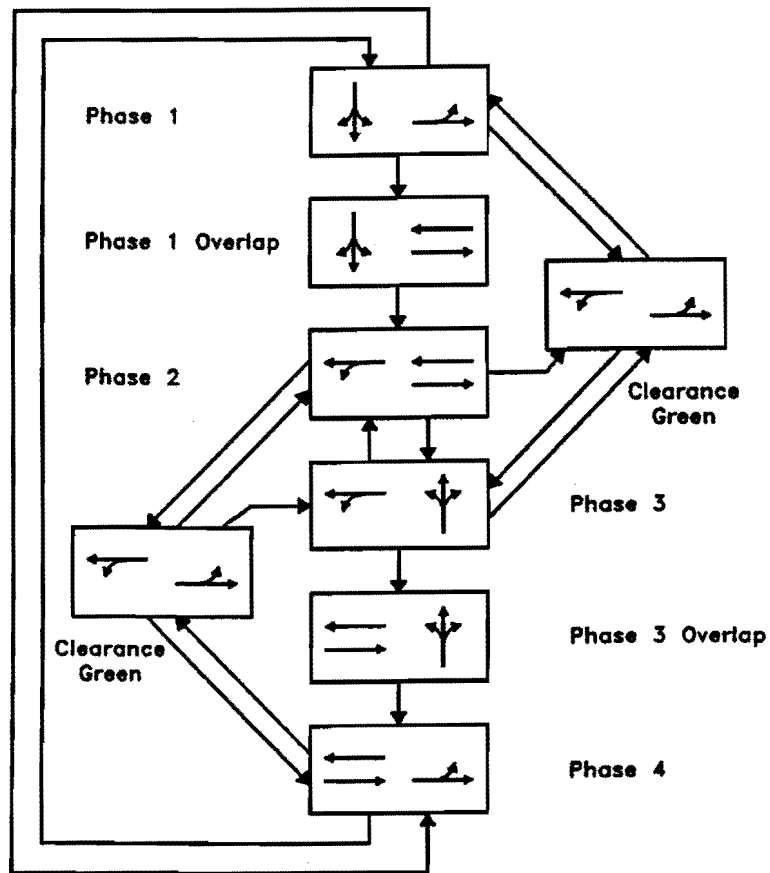 Phase 1
Phase 1 Overlap
Phase 2
Clearance
Green
Phase 3
Clearance
Green
Phase 3 Overlap
Phase 4